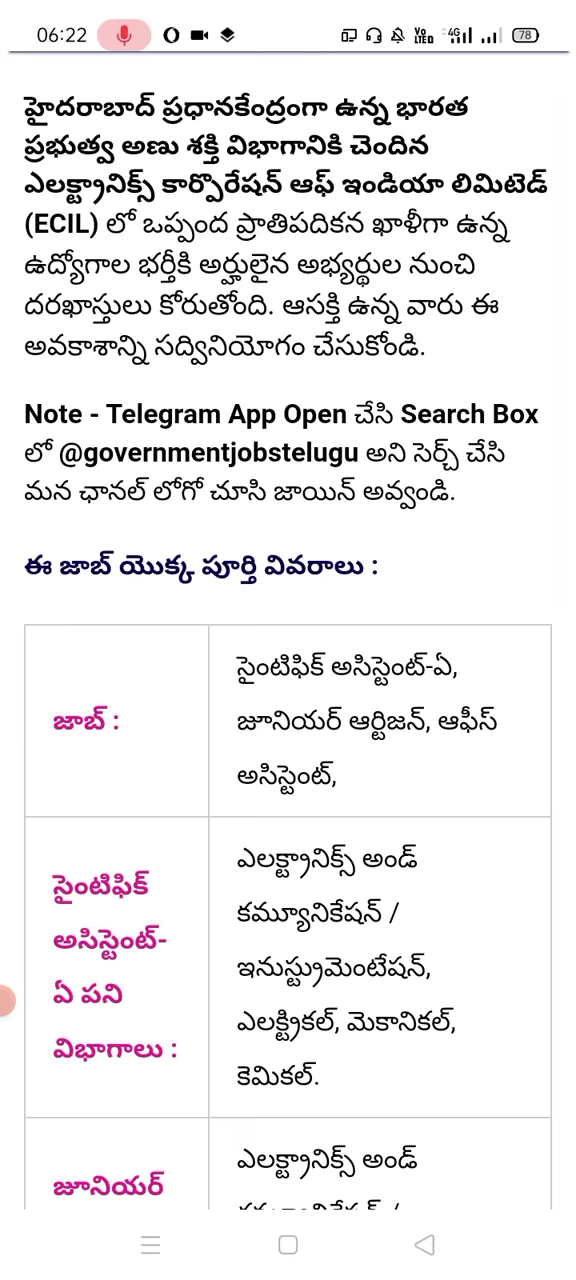 06:22
Vo LTED 4G 78
హైదరాబాద్ ప్రధానకేంద్రంగా ఉన్న భారత
ప్రభుత్వ అణు శక్తి విభాగానికి చెందిన
ఎలక్ట్రానిక్స్ కార్పొరేషన్ ఆఫ్ ఇండియా లిమిటెడ్
(ECIL) లో ఒప్పంద ప్రాతిపదికన ఖాళీగా ఉన్న
ఉద్యోగాల భర్తీకి అర్హులైన అభ్యర్థుల నుంచి
దరఖాస్తులు కోరుతోంది. ఆసక్తి ఉన్న వారు ఈ
అవకాశాన్ని సద్వినియోగం చేసుకోండి.
Note - Telegram App Open చేసి Search Box
లో @governmentjobstelugu అని సెర్చ్ చేసి
మన ఛానల్ లోగో చూసి జాయిన్ అవ్వండి.
ఈ జాబ్ యొక్క పూర్తి వివరాలు :
జాబ్ :
సైంటిఫిక్ అసిస్టెంట్-ఏ,
జూనియర్ ఆర్టిజన్, ఆఫీస్
అసిస్టెంట్,
సైంటిఫిక్
అసిస్టెంట్-
ఏ పని
విభాగాలు :
ఎలక్ట్రానిక్స్ అండ్
కమ్యూనికేషన్ /
ఇనుస్ట్రుమెంటేషన్,
ఎలక్ట్రికల్, మెకానికల్,
కెమికల్.
జూనియర్
ఎలక్ట్రానిక్స్ అండ్